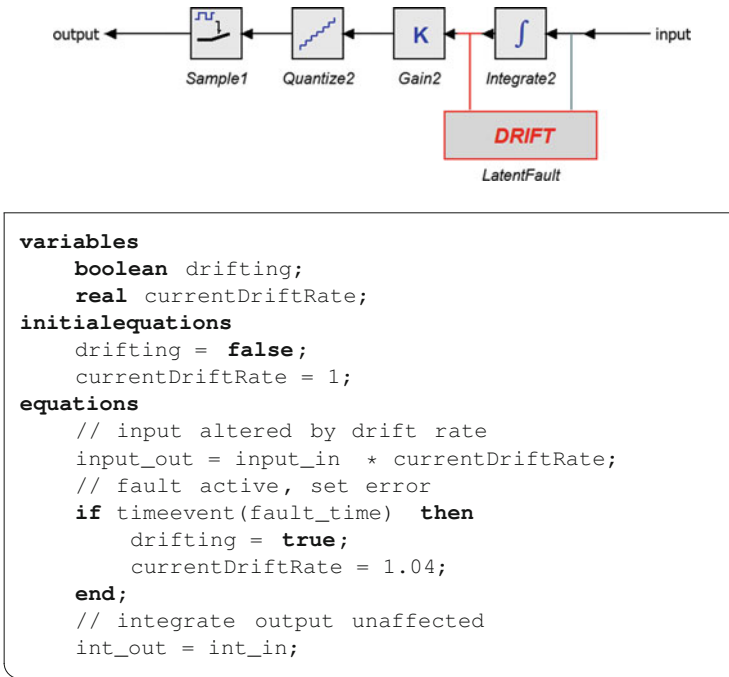 output
K
input
Sample1 Quantize2 Gain2 Integrate2
DRIFT
LatentFault
variables
    boolean drifting;
    real currentDriftRate;
initialequations
    drifting = false;
    currentDriftRate = 1;
equations
    // input altered by drift rate
    input_out = input_in * currentDriftRate;
    // fault active, set error
    if timeevent(fault_time) then
        drifting = true;
        currentDriftRate = 1.04;
    end;
    // integrate output unaffected
    int_out = int_in;